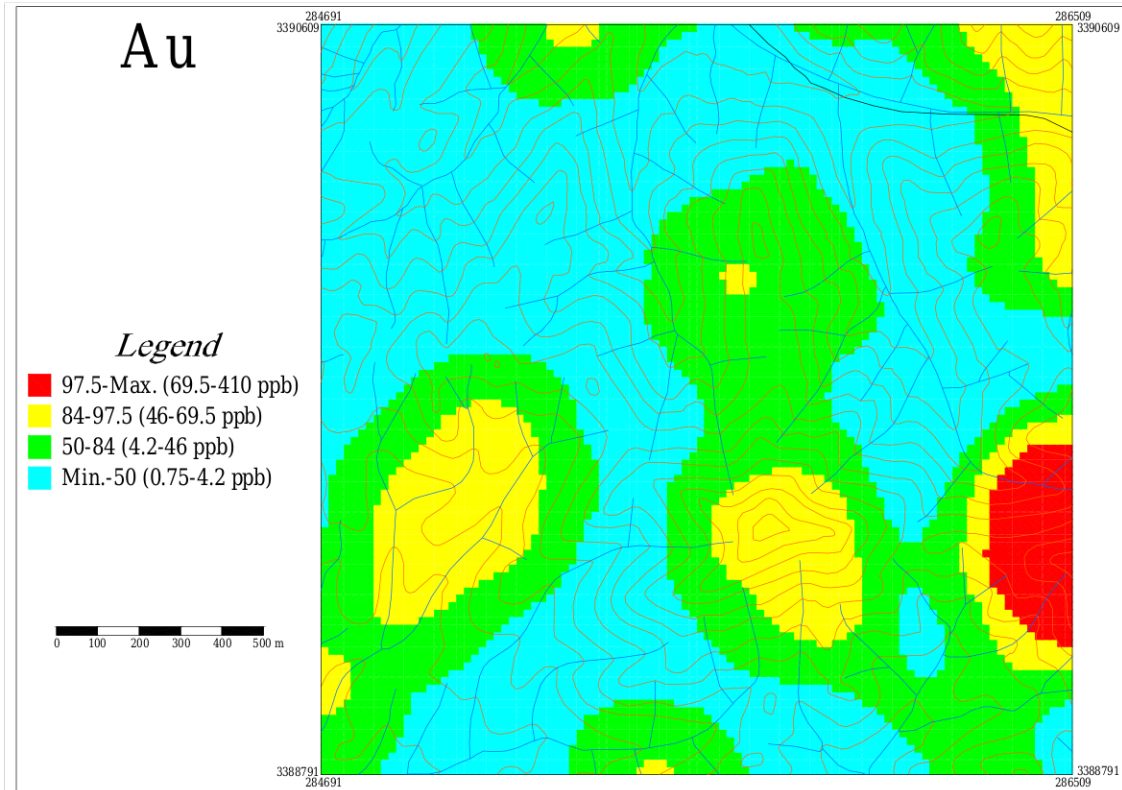 Au
284691
286509
3390609
3390609
Legend
97.5-Max. (69.5-410 ppb)
84-97.5 (46-69.5 ppb)
50-84 (4.2-46 ppb)
Min.-50 (0.75-4.2 ppb)
0 100 200 300 400 500 m
3388791
3388791
284691
286509